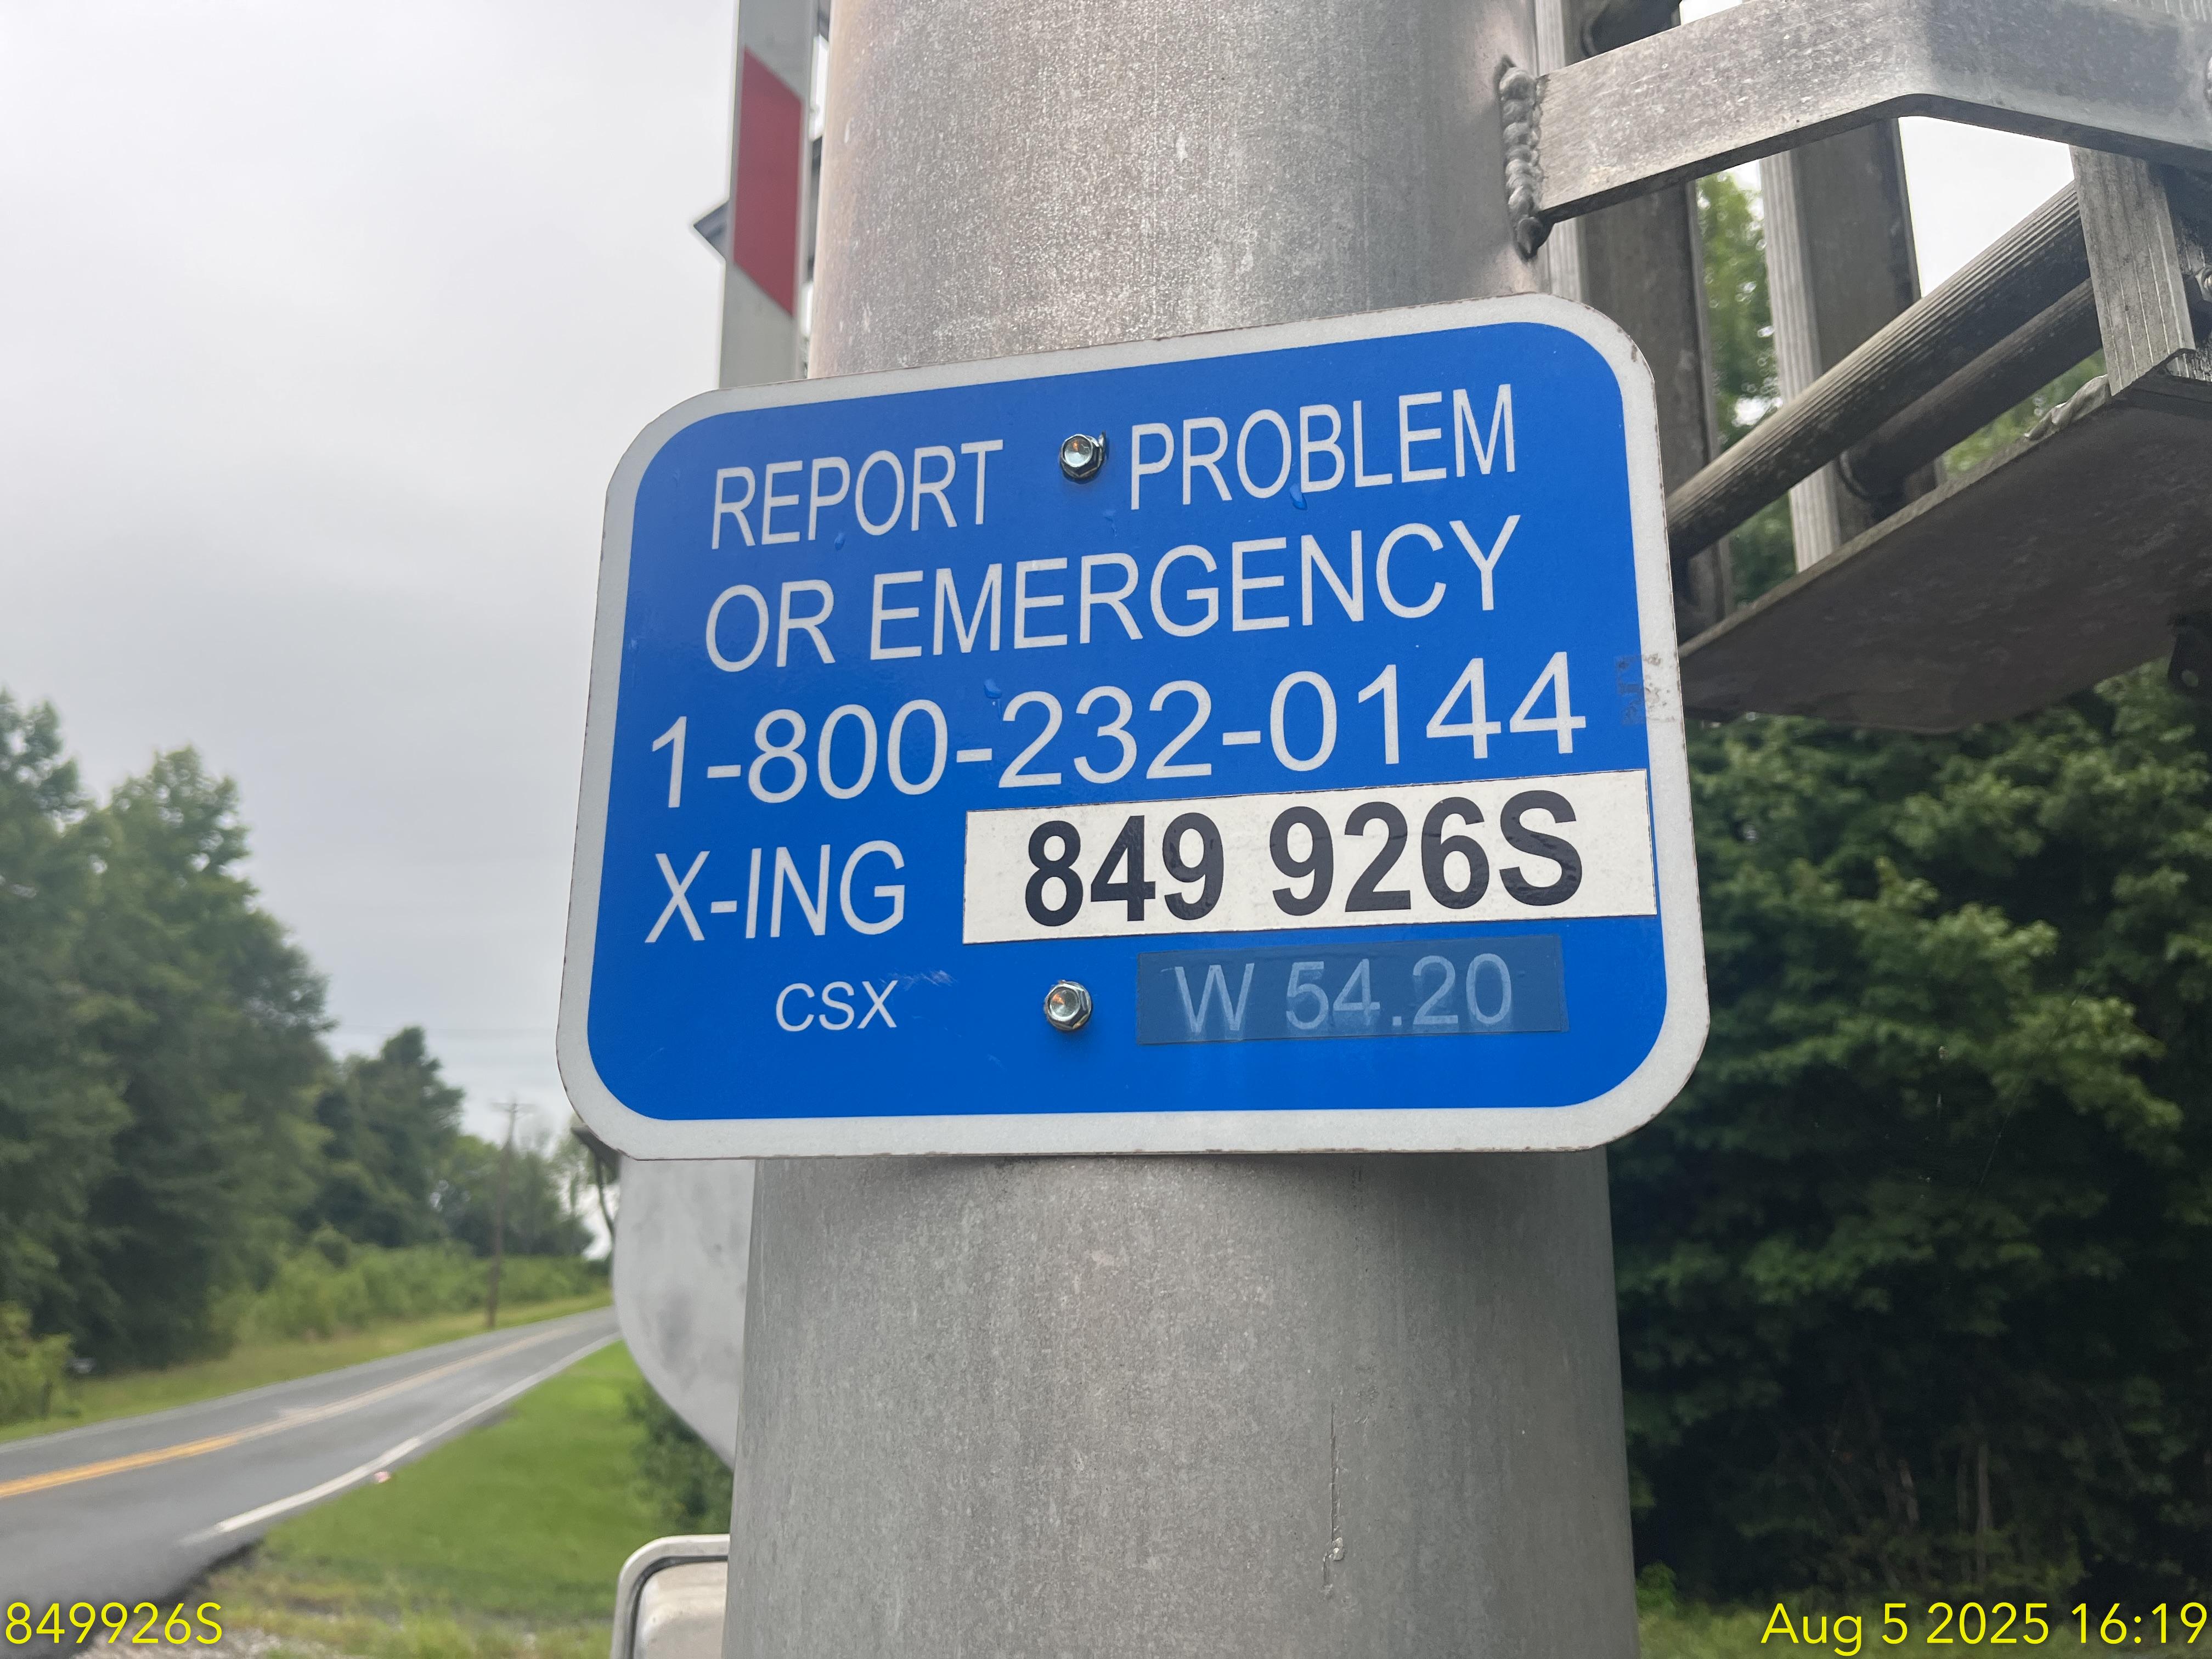 REPORT PROBLEM
OR EMERGENCY
1-800-232-0144
X-ING 849 926S
CSX W 54.20
849926S
Aug 5 2025 16:19